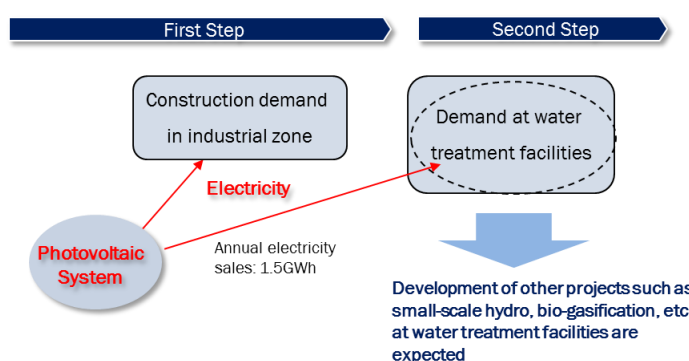 First Step
Second Step
Construction demand
in industrial zone
Demand at water
treatment facilities
Electricity
Photovoltaic
System
Annual electricity
sales: 1.5GWh
Development of other projects such as
small-scale hydro, bio-gasification, etc
at water treatment facilities are
expected